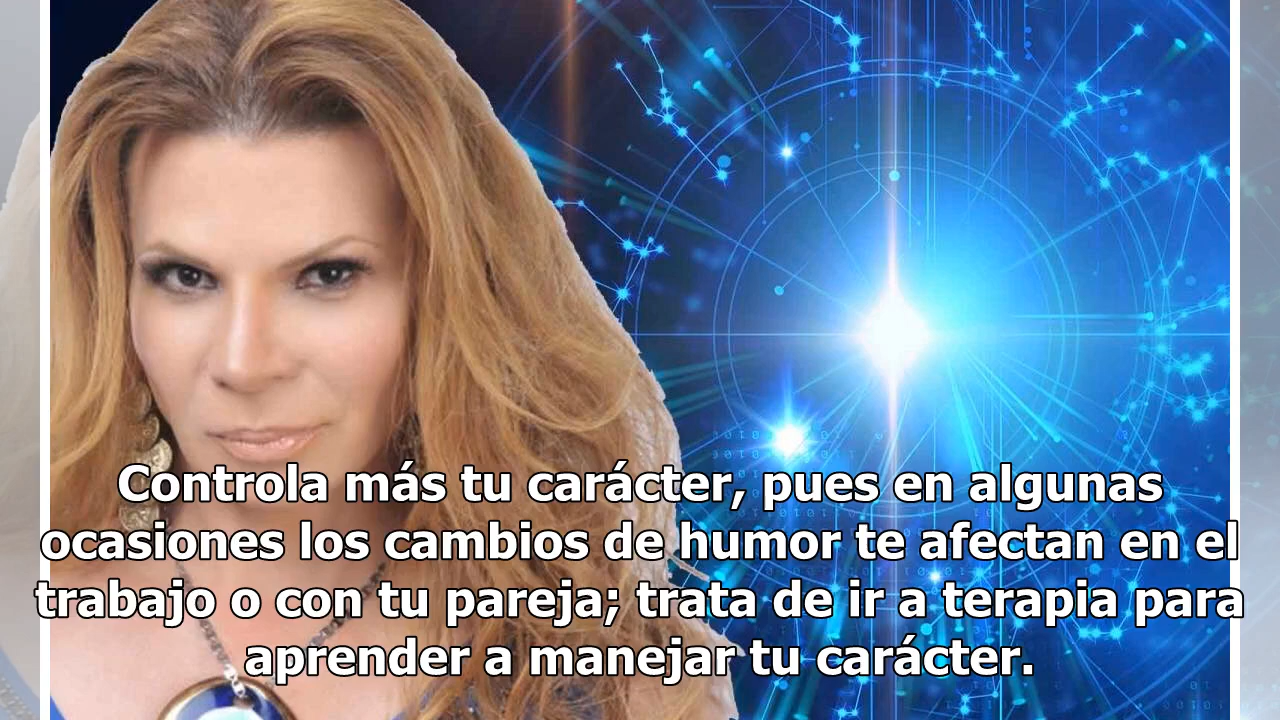 Controla más tu carácter, pues en algunas
ocasiones los cambios de humor te afectan en el
trabajo o con tu pareja; trata de ir a terapia para
aprender a manejar tu carácter.